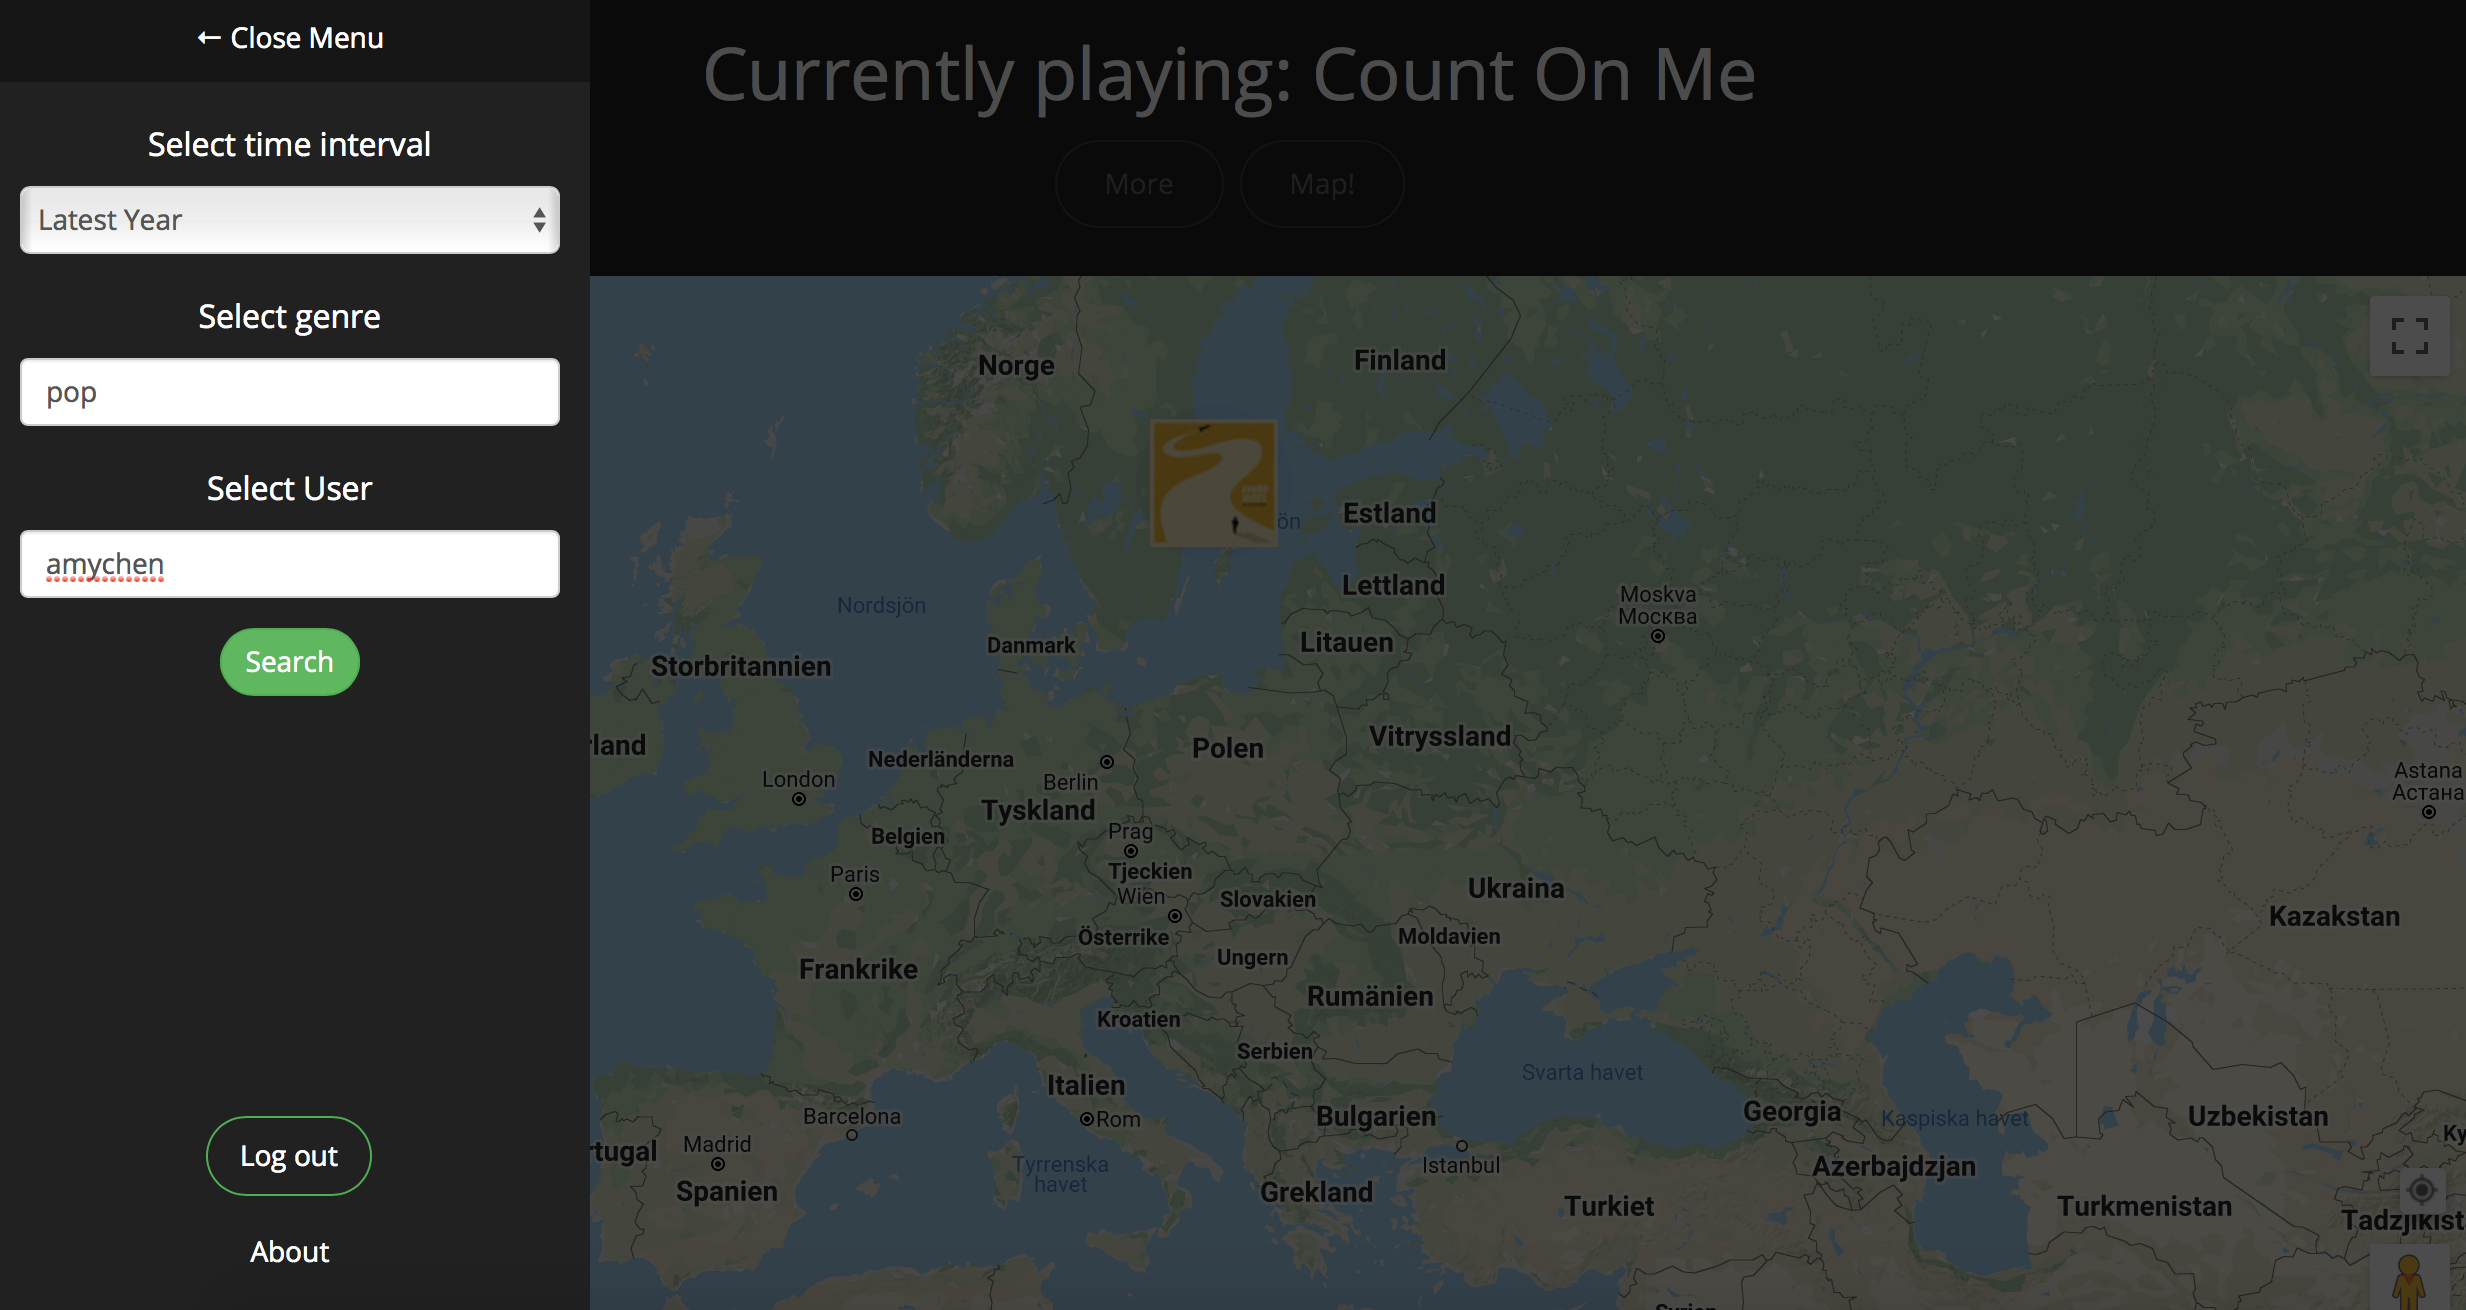 ← Close Menu
Select time interval
Latest Year
Select genre
pop
Select User
amychen
Search
Log out
About
Currently playing: Count On Me
More
Map!
Norge
Finland
Estland
ön
Lettland
Moskva
Москва
Nordsjön
Litauen
Danmark
Storbritannien
Vitryssland
rland
Polen
Nederländerna
London
Berlin
Tyskland
Astana
Астана
Belgien
Prag
Tjeckien
Paris
Wien
Slovakien
Ukraina
Kazakstan
Österrike
Moldavien
Ungern
Frankrike
Rumänien
Kroatien
Serbien
Svarta havet
Italien
Rom
Barcelona
Bulgarien
Georgia
Kaspiska havet
Uzbekistan
Ky
Madrid
rtugal
Istanbul
Tyrrenska
havet
Azerbajdzjan
Spanien
Grekland
Turkiet
Turkmenistan
Tadzjikist
Syrien